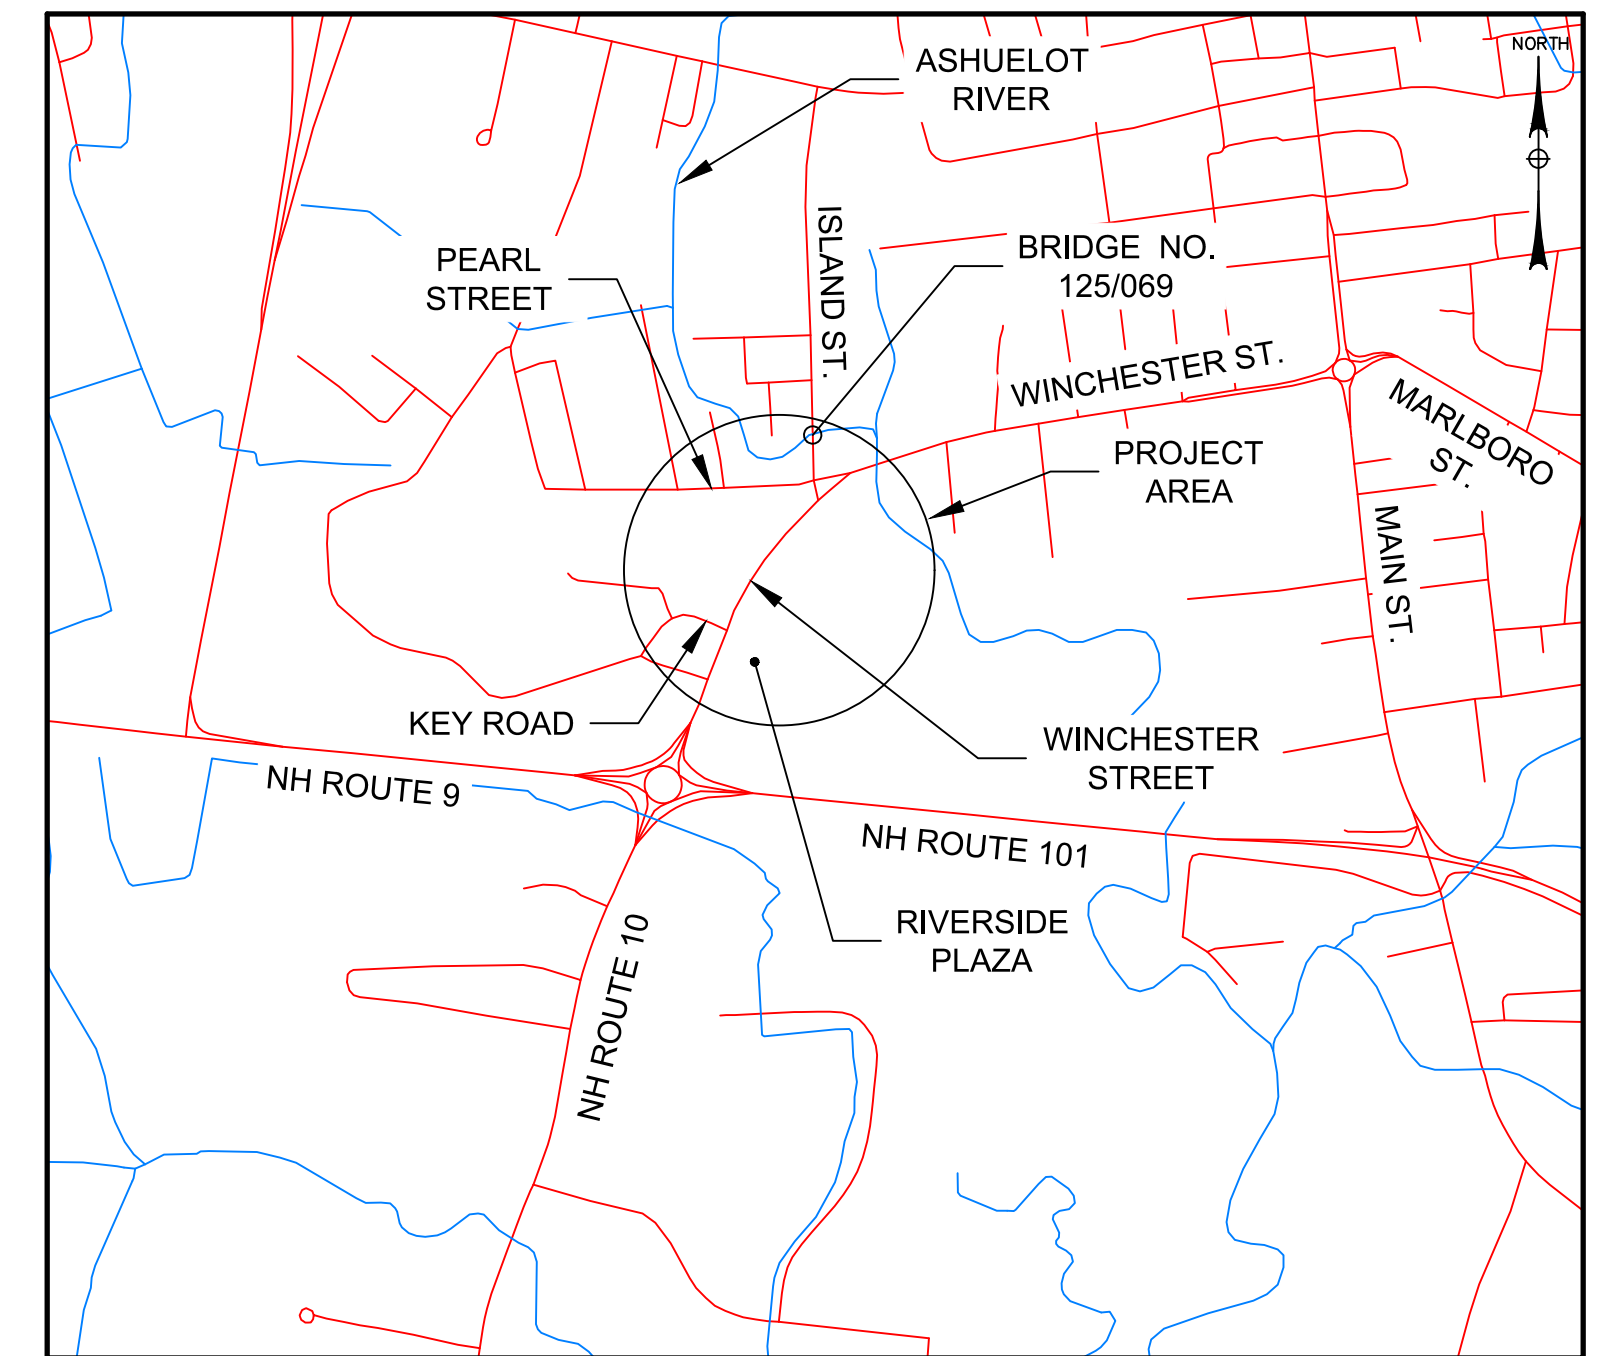 NORTH
ASHUELOT
RIVER
ISLAND ST.
PEARL
STREET
BRIDGE NO.
125/069
WINCHESTER ST.
MARLBORO
ST.
PROJECT
AREA
MAIN ST.
KEY ROAD
WINCHESTER
STREET
NH ROUTE 9
NH ROUTE 101
RIVERSIDE
PLAZA
NH ROUTE 10